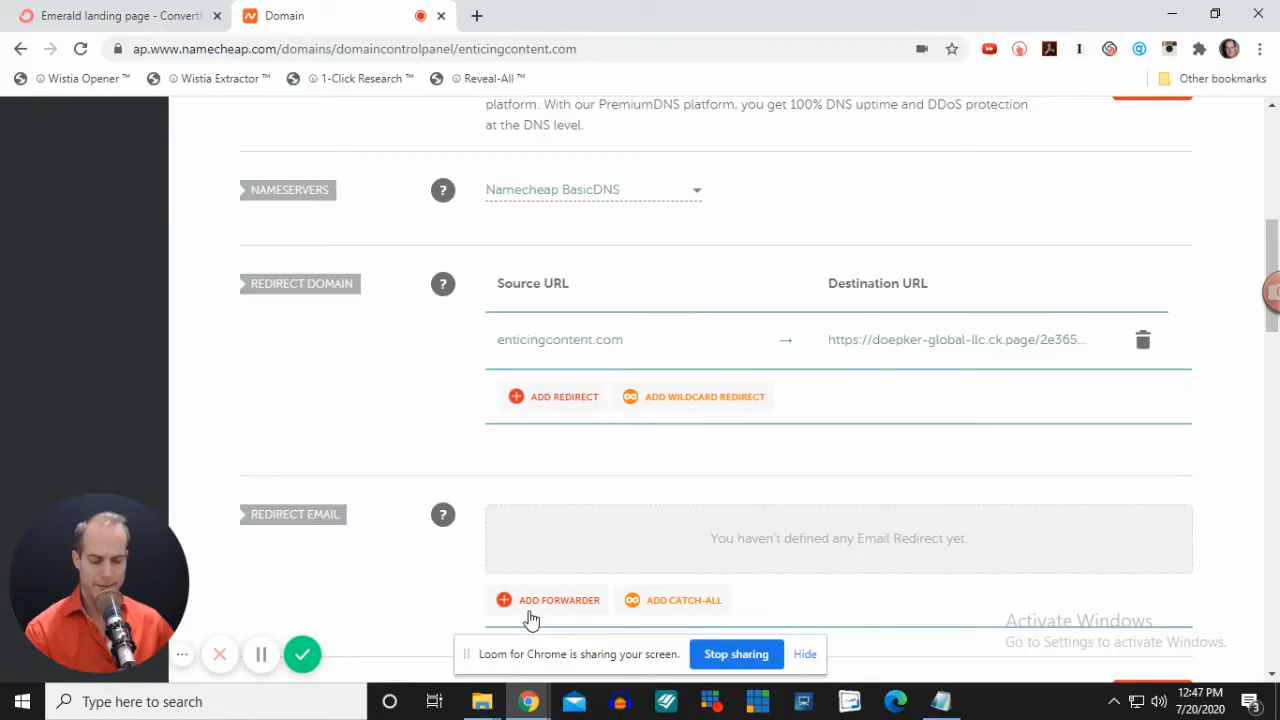 Emerald landing page - Convert
Domain
ap.www.namecheap.com/domains/domaincontrolpanel/enticingcontent.com
Wistia Opener ™
Wistia Extractor ™
1-Click Research ™
Reveal-All ™
Other bookmarks
platform. With our PremiumDNS platform, you get 100% DNS uptime and DDoS protection
at the DNS level.
NAMESERVERS
?
Namecheap BasicDNS
REDIRECT DOMAIN
?
Source URL
Destination URL
enticingcontent.com
→
https://doepker-global-llc.ck.page/2e365...
ADD REDIRECT
ADD WILDCARD REDIRECT
REDIRECT EMAIL
?
You haven't defined any Email Redirect yet.
ADD FORWARDER
ADD CATCH-ALL
Activate Windows
Go to Settings to activate Windows.
Loom for Chrome is sharing your screen.
Stop sharing
Hide
Type here to search
12:47 PM
7/20/2020
3